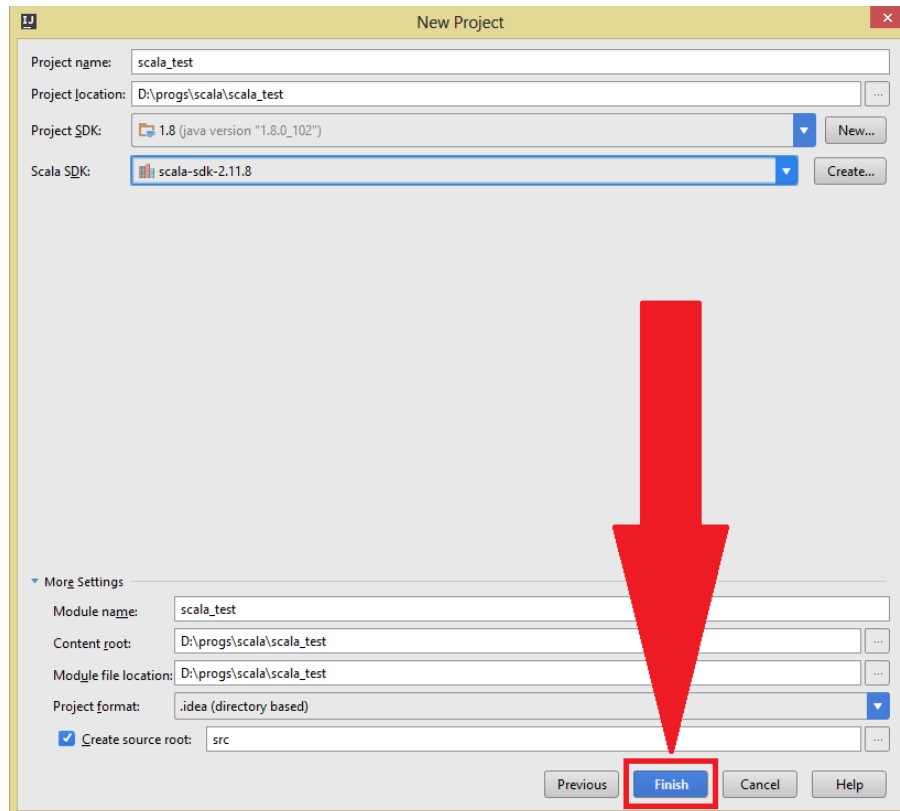 IJ
New Project
Project name: scala_test
Project location: D:\progs\scala\scala_test ...
Project SDK: 1.8 (java version "1.8.0_102") New...
Scala SDK: scala-sdk-2.11.8 Create...
More Settings
Module name: scala_test
Content root: D:\progs\scala\scala_test ...
Module file location: D:\progs\scala\scala_test ...
Project format: .idea (directory based)
Create source root: src ...
Previous Finish Cancel Help